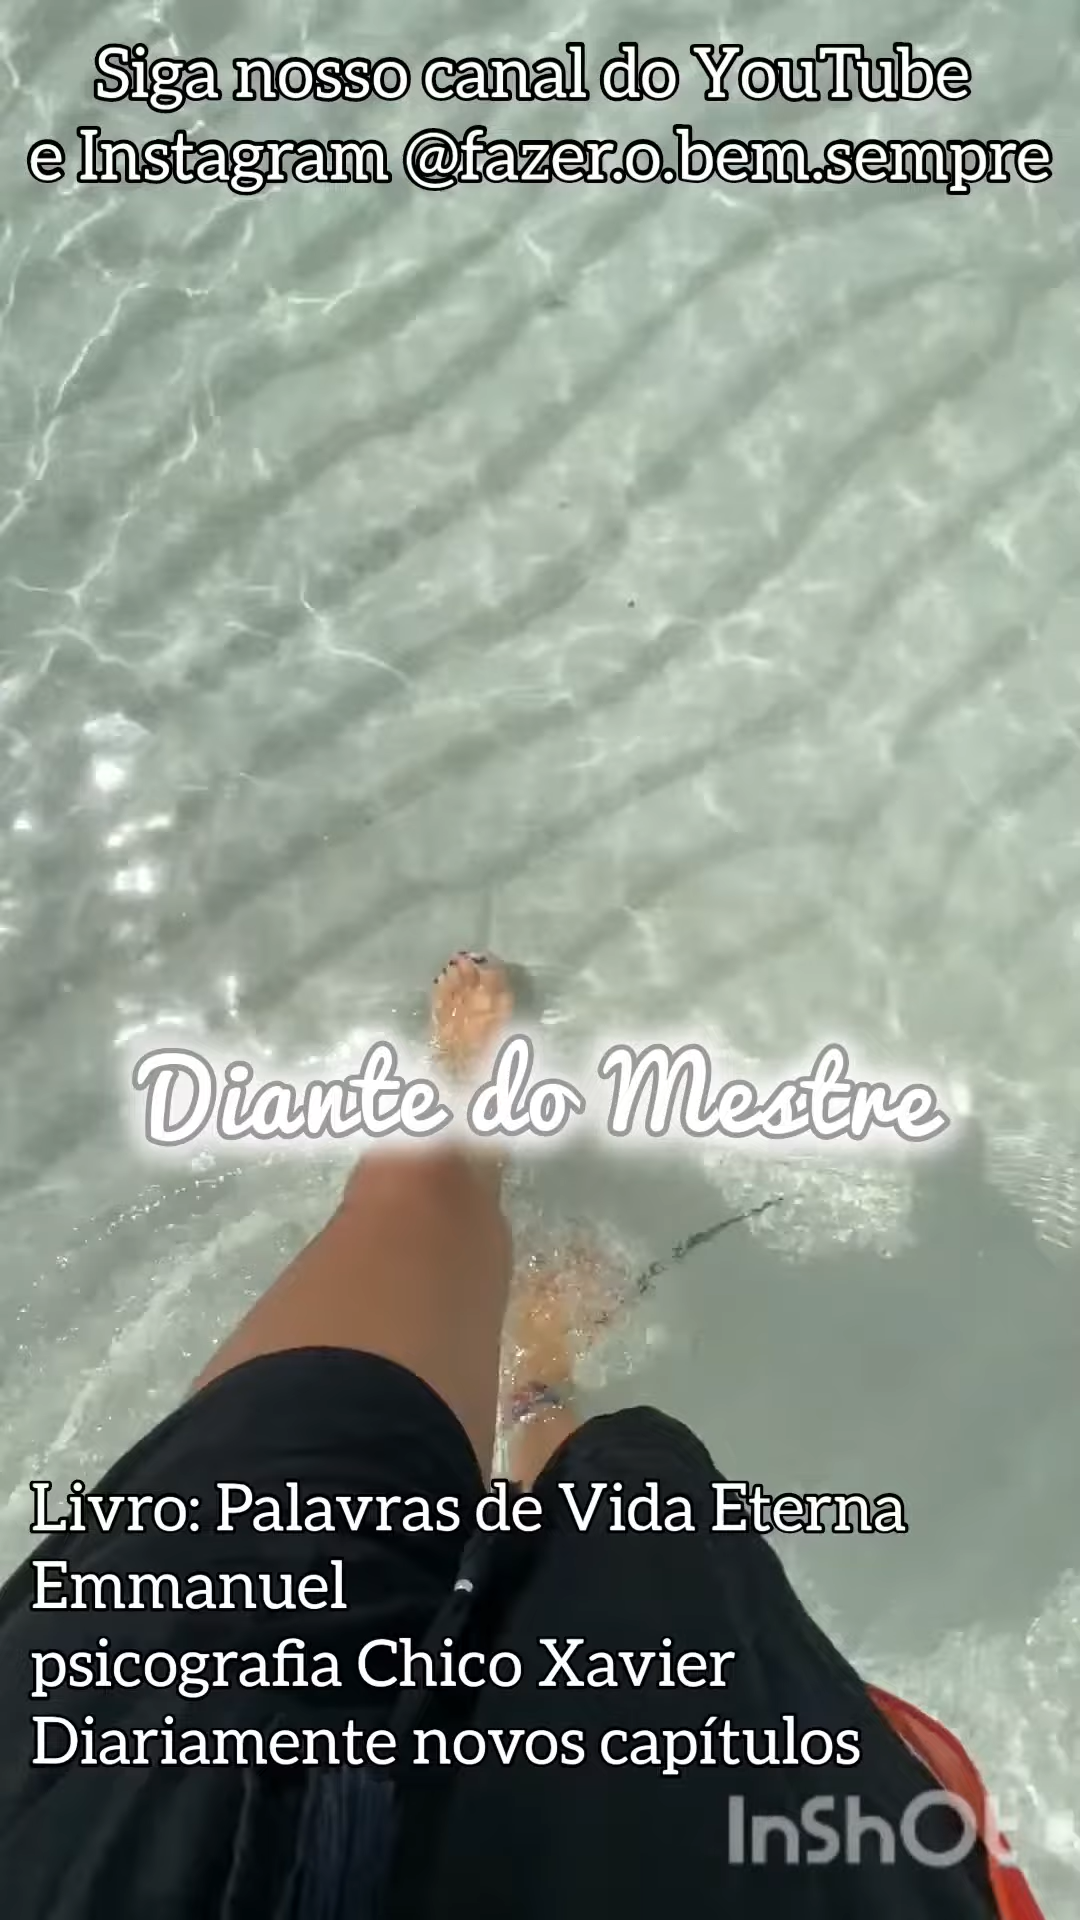 Siga nosso canal do YouTube
e Instagram @fazer.o.bem.sempre
Diante do Mestre
Livro: Palavras de Vida Eterna
Emmanuel
psicografia Chico Xavier
Diariamente novos capítulos
InShOt